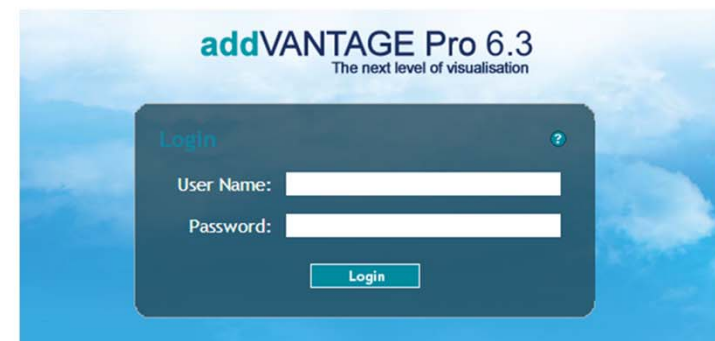 addVANTAGE Pro 6.3
The next level of visualisation
Login
?
User Name:
Password:
Login